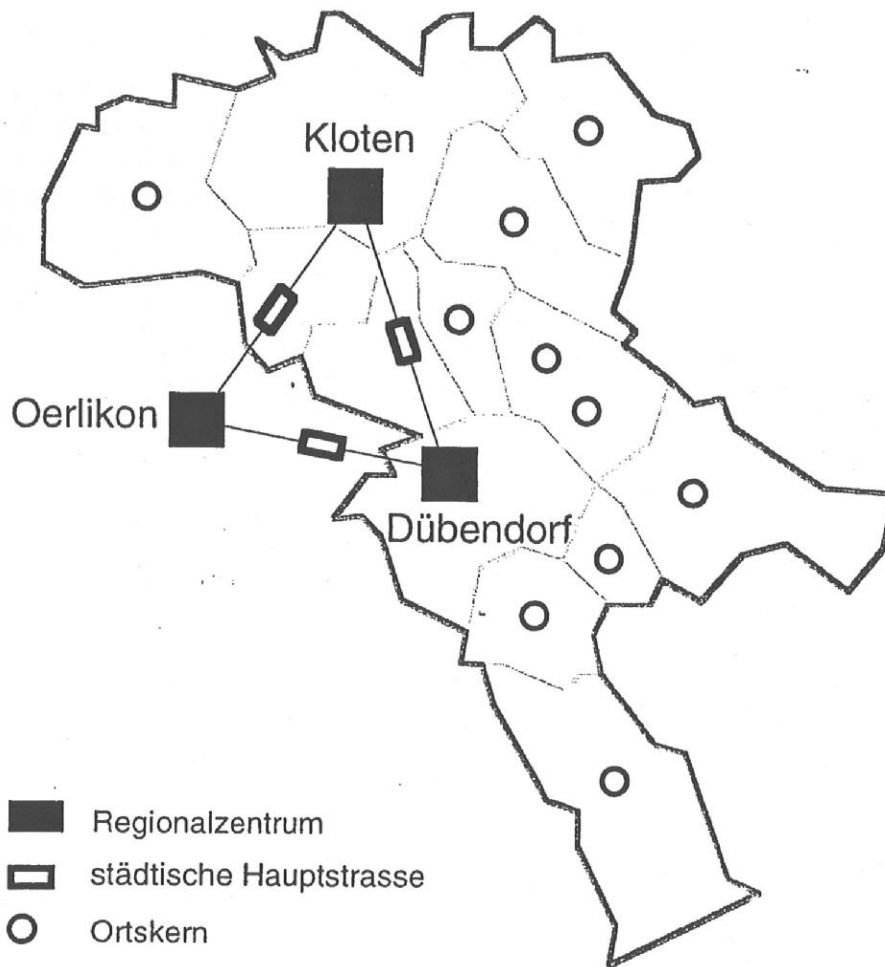 Kloten
Oerlikon
Dübendorf
Regionalzentrum
städtische Hauptstrasse
Ortskern